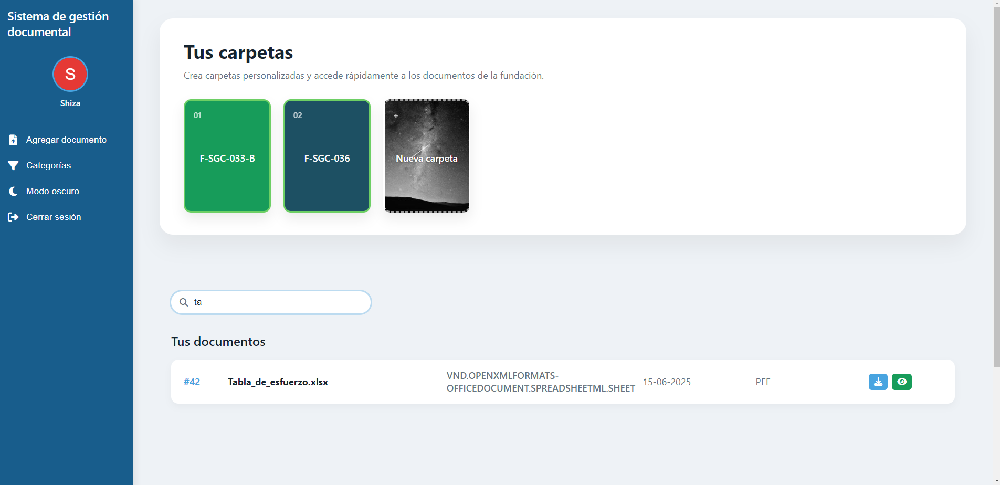 Sistema de gestión
documental
S
Shiza
Agregar documento
Categorías
Modo oscuro
Cerrar sesión
Tus carpetas
Crea carpetas personalizadas y accede rápidamente a los documentos de la fundación.
01
F-SGC-033-B
02
F-SGC-036
+
Nueva carpeta
ta
Tus documentos
#42
Tabla_de_esfuerzo.xlsx
VND.OPENXMLFORMATS-
OFFICEDOCUMENT.SPREADSHEETML.SHEET
15-06-2025
PEE